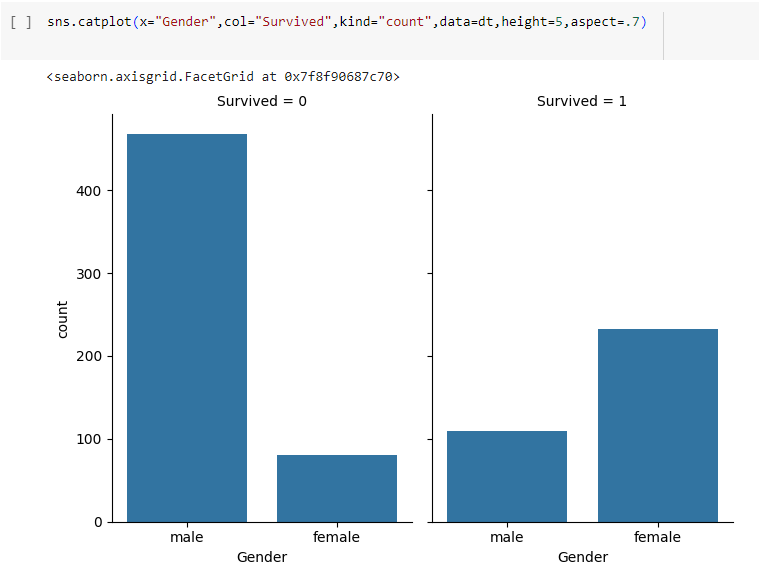 [ ] sns.catplot(x="Gender",col="Survived",kind="count",data=dt,height=5,aspect=.7)
<seaborn.axisgrid.FacetGrid at 0x7f8f90687c70>
Survived = 0
Survived = 1
400
300
200
100
0
count
male
female
male
female
Gender
Gender